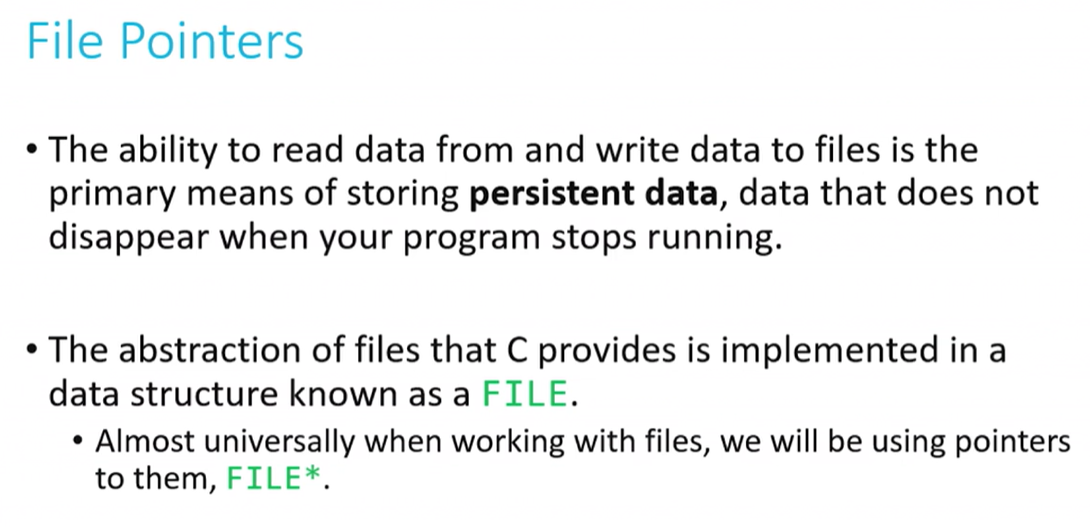 File Pointers
• The ability to read data from and write data to files is the
primary means of storing persistent data, data that does not
disappear when your program stops running.
• The abstraction of files that C provides is implemented in a
data structure known as a FILE.
• Almost universally when working with files, we will be using pointers
to them, FILE*.